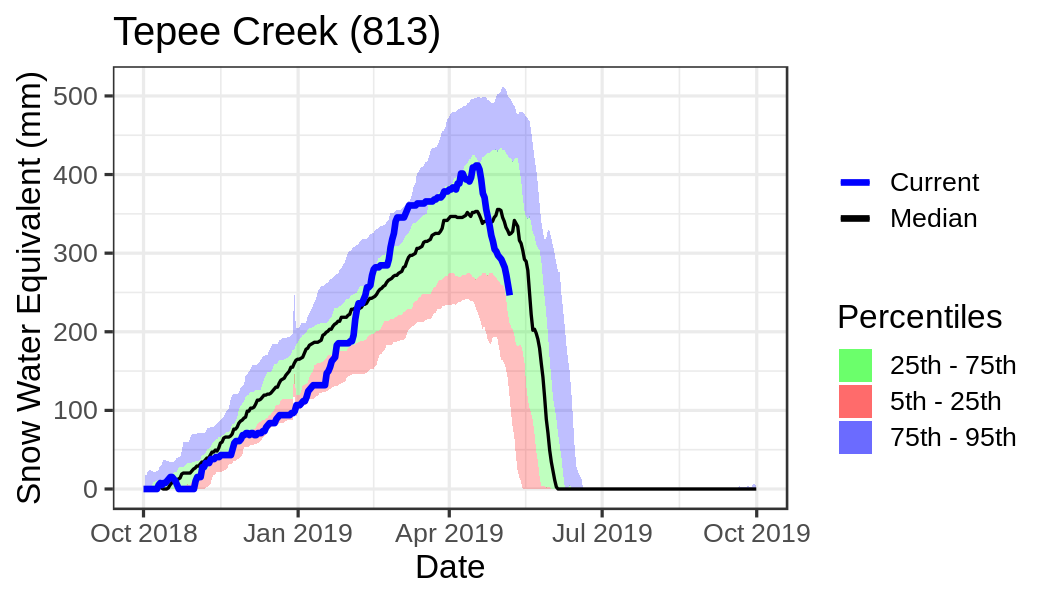 Tepee Creek (813)
Snow Water Equivalent (mm)
500
400
300
200
100
0
Oct 2018
Jan 2019
Apr 2019
Jul 2019
Oct 2019
Date
Current
Median
Percentiles
25th - 75th
5th - 25th
75th - 95th